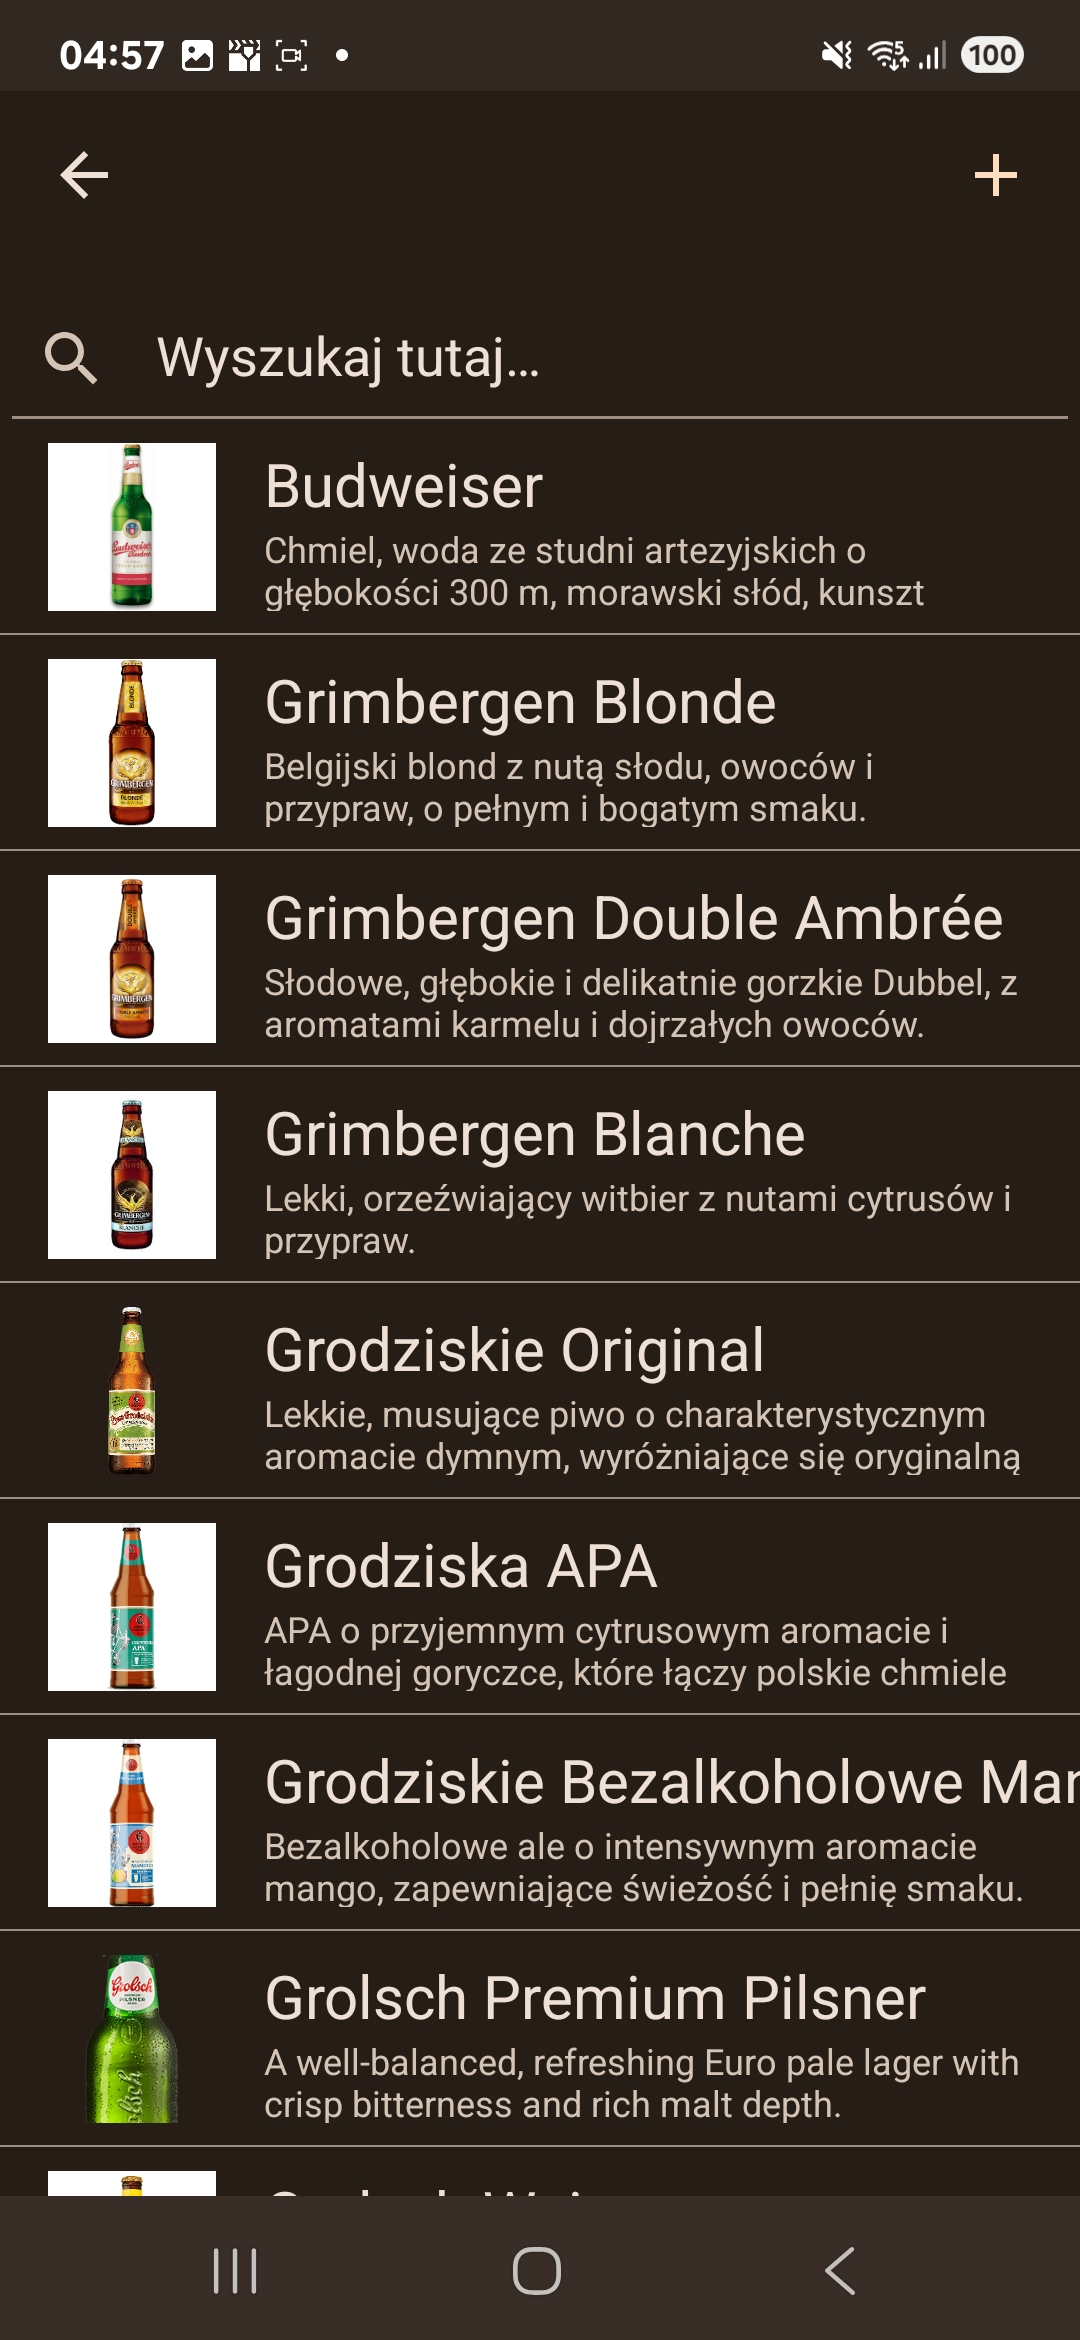 04:57
100
Wyszukaj tutaj...
Budweiser
Chmiel, woda ze studni artezyjskich o
głębokości 300 m, morawski słód, kunszt
Grimbergen Blonde
Belgijski blond z nutą słodu, owoców i
przypraw, o pełnym i bogatym smaku.
Grimbergen Double Ambrée
Słodowe, głębokie i delikatnie gorzkie Dubbel, z
aromatami karmelu i dojrzałych owoców.
Grimbergen Blanche
Lekki, orzeźwiający witbier z nutami cytrusów i
przypraw.
Grodziskie Original
Lekkie, musujące piwo o charakterystycznym
aromacie dymnym, wyróżniające się oryginalną
Grodziska APA
APA o przyjemnym cytrusowym aromacie i
łagodnej goryczce, które łączy polskie chmiele
Grodziskie Bezalkoholowe
Bezalkoholowe ale o intensywnym aromacie
mango, zapewniające świeżość i pełnię smaku.
Grolsch
Grolsch Premium Pilsner
A well-balanced, refreshing Euro pale lager with
crisp bitterness and rich malt depth.